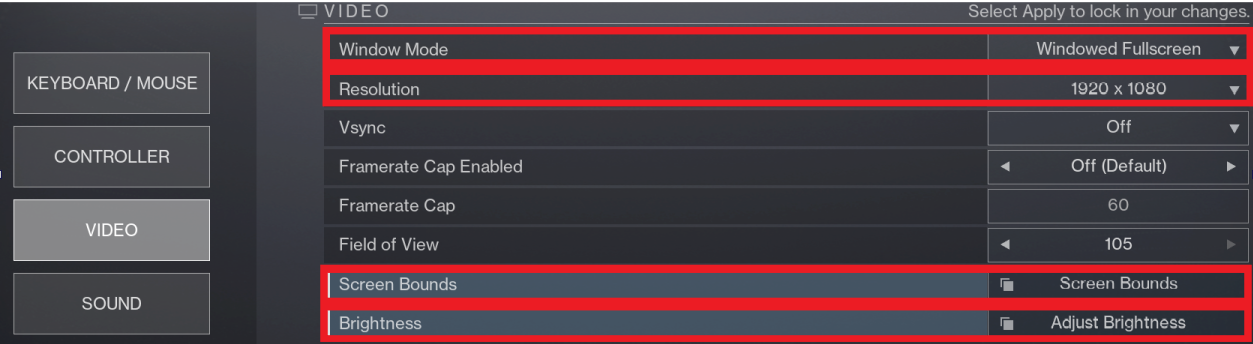 VIDEO
Select Apply to lock in your changes.
KEYBOARD / MOUSE
CONTROLLER
VIDEO
SOUND
Window Mode Windowed Fullscreen
Resolution 1920 x 1080
Vsync Off
Framerate Cap Enabled Off (Default)
Framerate Cap 60
Field of View 105
Screen Bounds Screen Bounds
Brightness Adjust Brightness